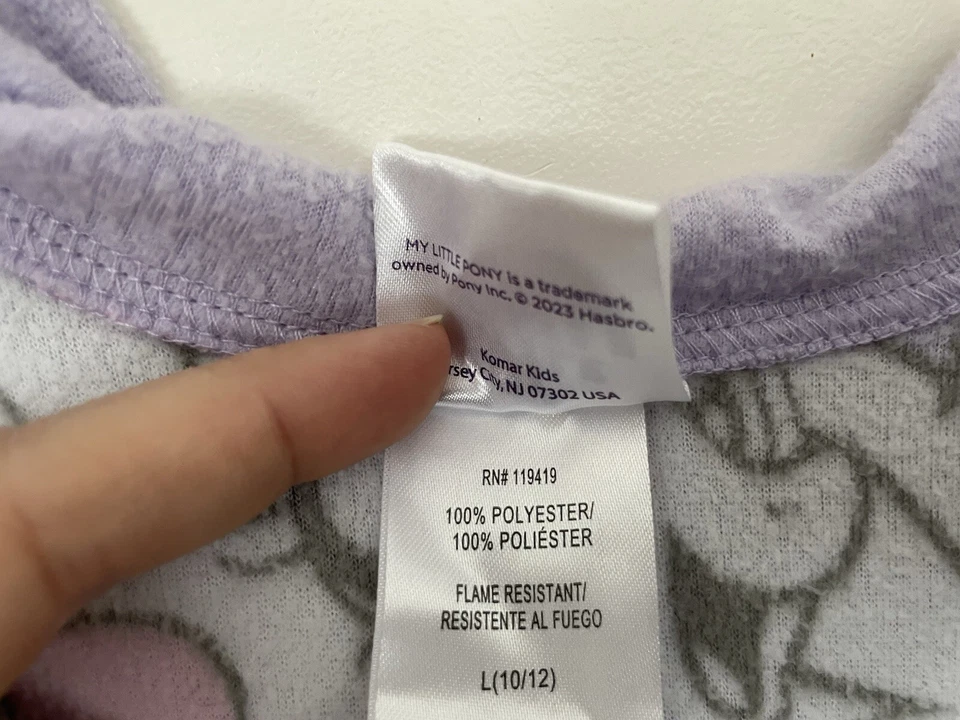 MY LITTLE PONY is a trademark
owned by Pony Inc. © 2023 Hasbro.
Komar Kids
rsey City, NJ 07302 USA
RN# 119419
100% POLYESTER/
100% POLIÉSTER
FLAME RESISTANT/
RESISTENTE AL FUEGO
L(10/12)